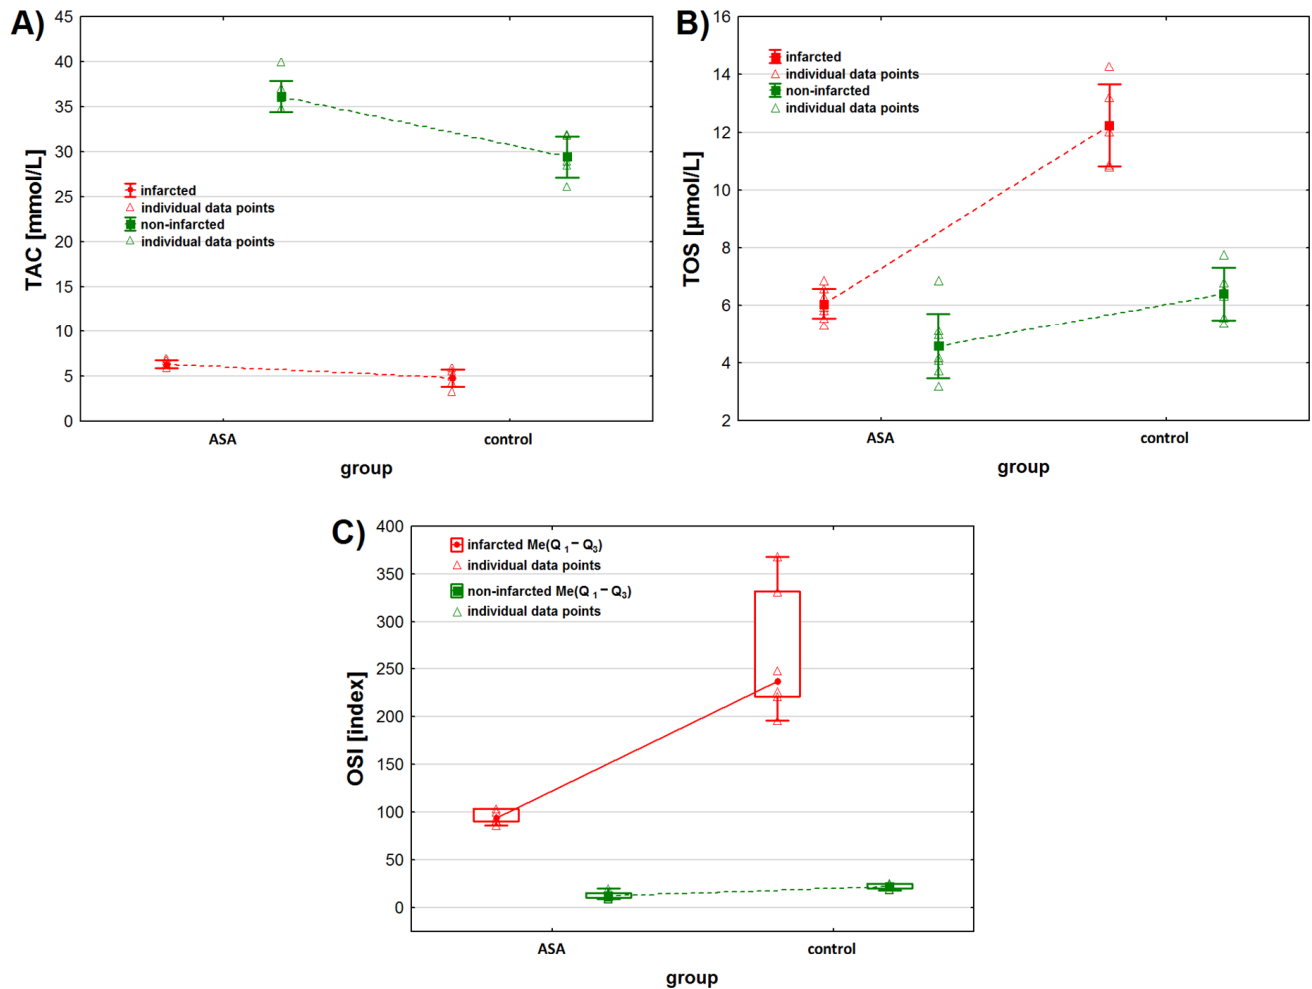 A)
TAC [mmol/L]
45
40
35
30
25
20
15
10
5
0
infarcted
individual data points
non-infarcted
individual data points
ASA
control
group
B)
TOS [µmol/L]
16
14
12
10
8
6
4
2
infarcted
individual data points
non-infarcted
individual data points
ASA
control
group
C)
OSI [index]
400
350
300
250
200
150
100
50
0
infarcted Me(Q 1 – Q3)
individual data points
non-infarcted Me(Q 1 – Q3)
individual data points
ASA
control
group